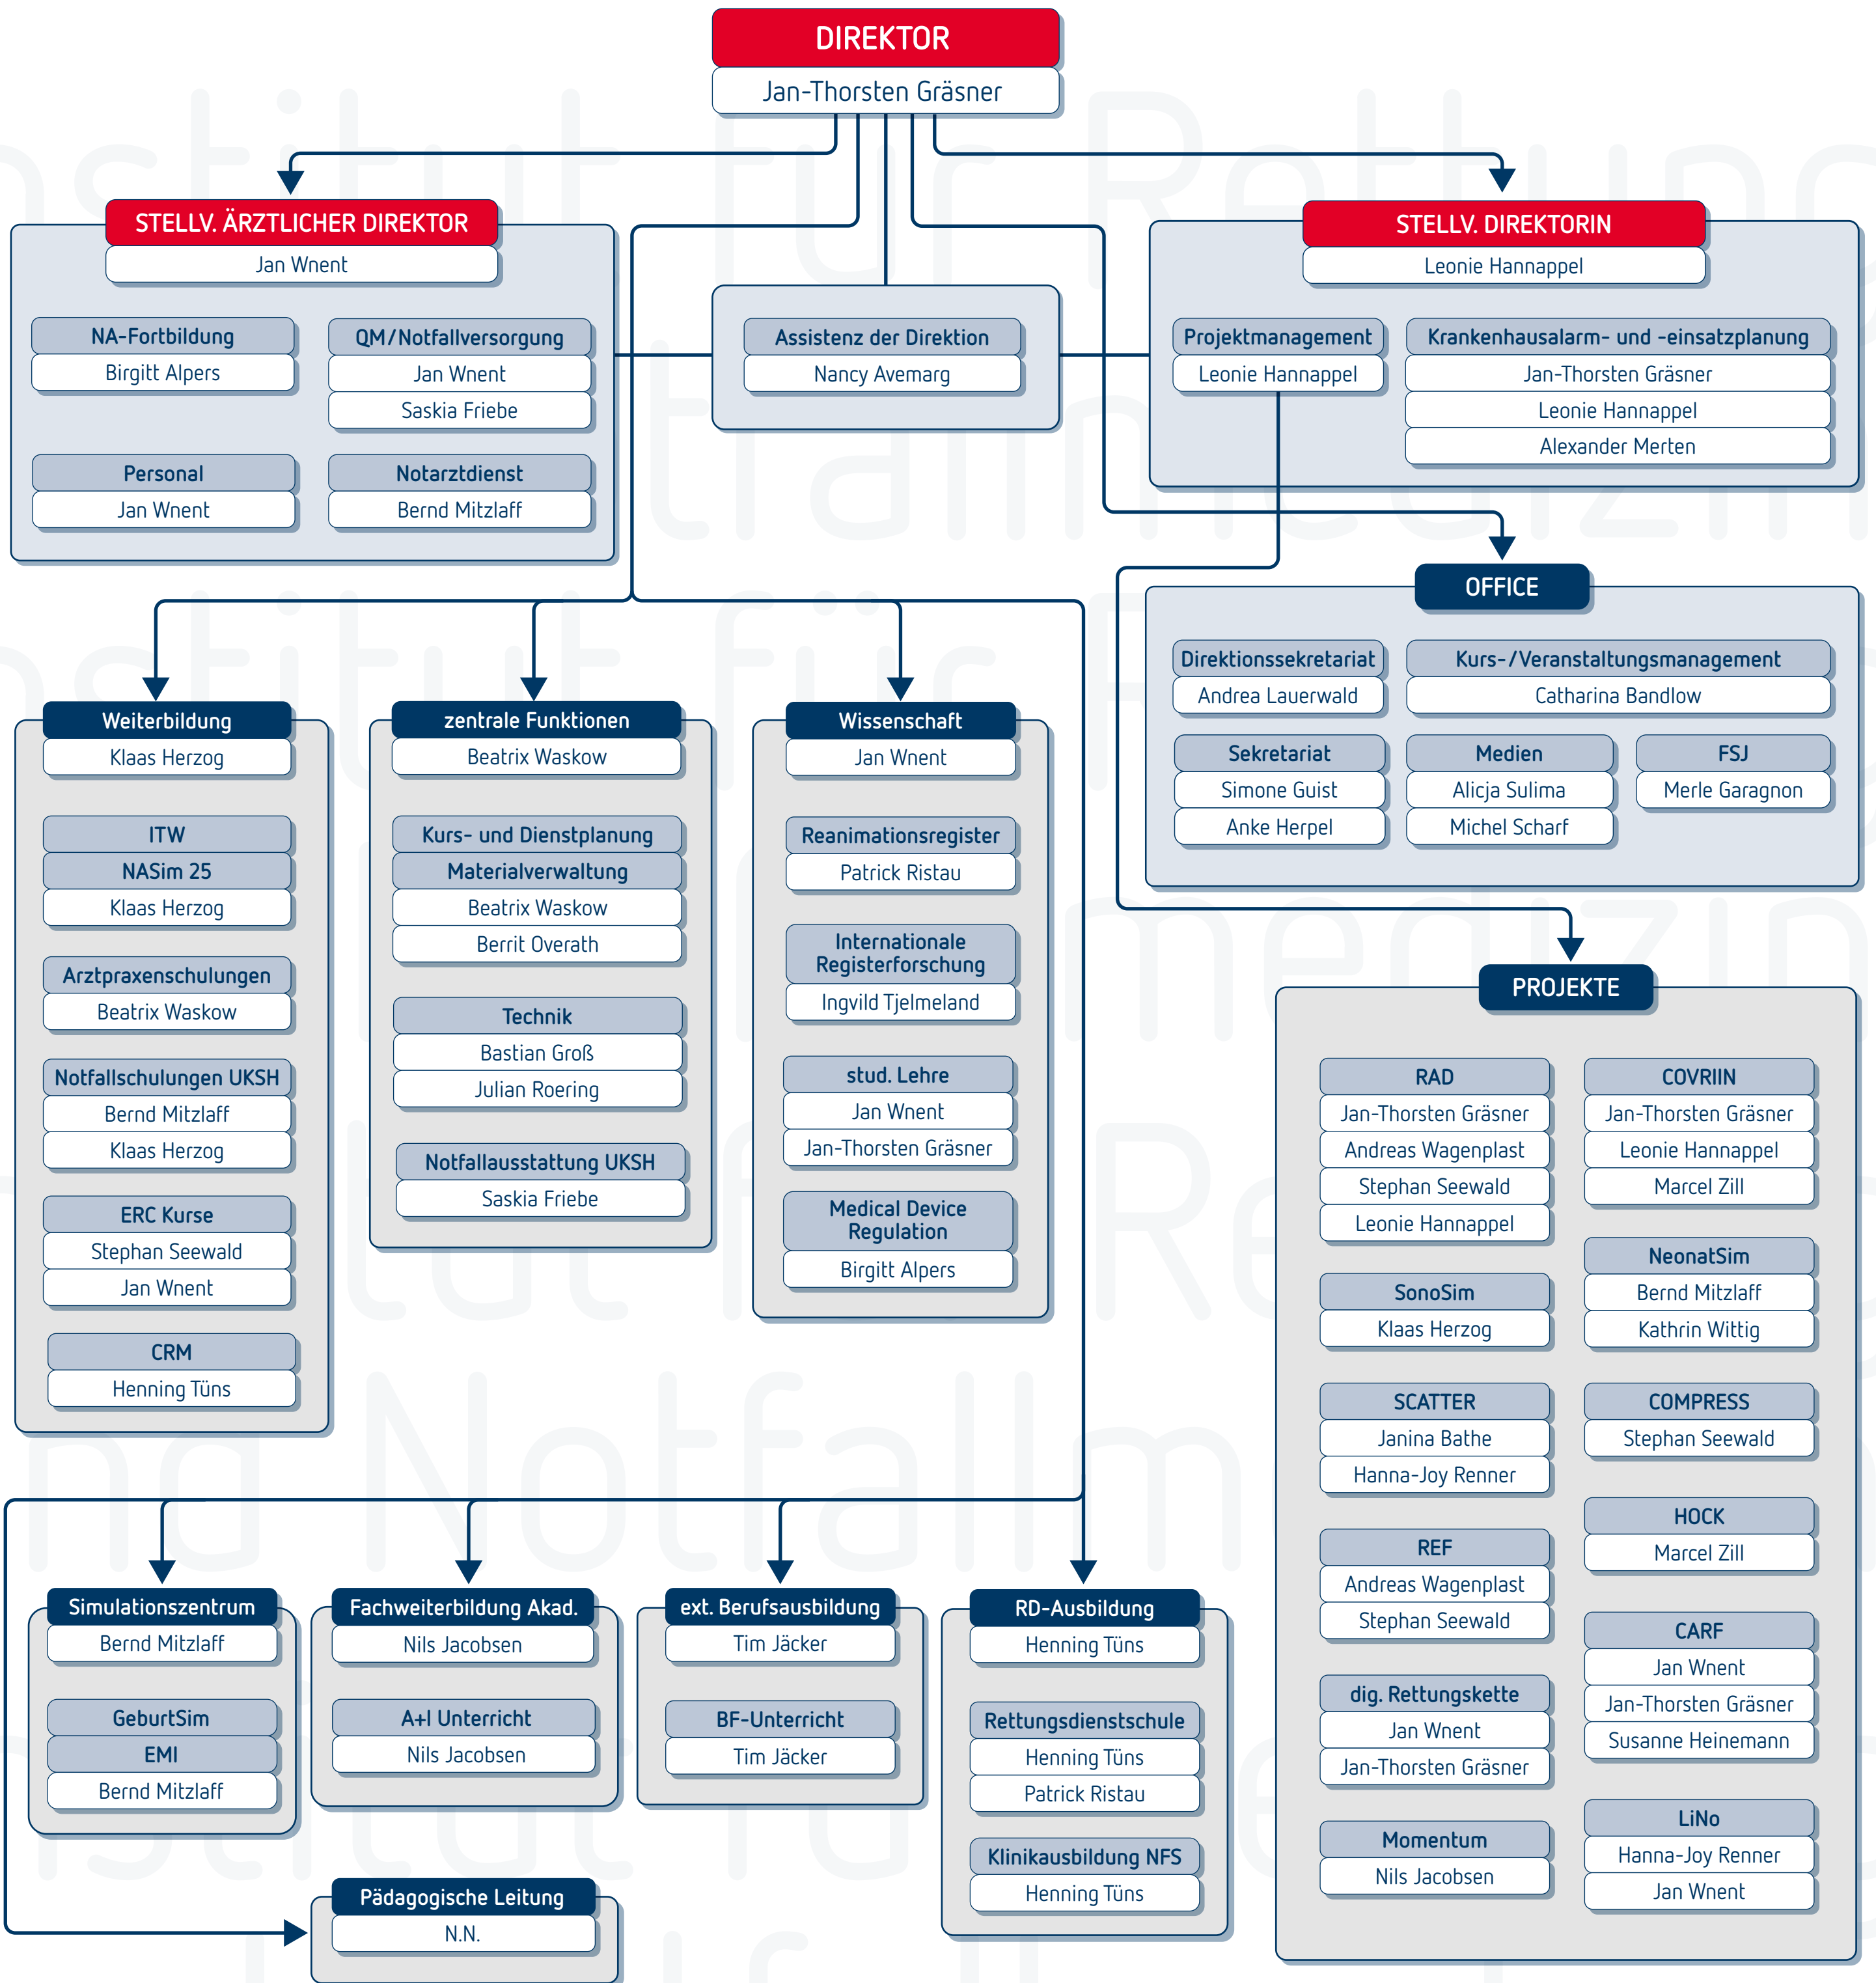 DIREKTOR
Jan-Thorsten Gräsner
STELLV. ÄRZTLICHER DIREKTOR
Jan Wnent
NA-Fortbildung
Birgitt Alpers
QM/Notfallversorgung
Jan Wnent
Saskia Friebe
Personal
Jan Wnent
Notarztdienst
Bernd Mitzlaff
Assistenz der Direktion
Nancy Avemarg
STELLV. DIREKTORIN
Leonie Hannappel
Projektmanagement
Leonie Hannappel
Krankenhausalarm- und -einsatzplanung
Jan-Thorsten Gräsner
Leonie Hannappel
Alexander Merten
OFFICE
Direktionssekretariat
Andrea Lauerwald
Kurs-/Veranstaltungsmanagement
Catharina Bandlow
Sekretariat
Simone Guist
Anke Herpel
Medien
Alicja Sulima
Michel Scharf
FSJ
Merle Garagnon
Weiterbildung
Klaas Herzog
ITW
NASim 25
Klaas Herzog
Arztpraxenschulungen
Beatrix Waskow
Notfallschulungen UKSH
Bernd Mitzlaff
Klaas Herzog
ERC Kurse
Stephan Seewald
Jan Wnent
CRM
Henning Tüns
zentrale Funktionen
Beatrix Waskow
Kurs- und Dienstplanung
Materialverwaltung
Beatrix Waskow
Berrit Overath
Technik
Bastian Groß
Julian Roering
Notfallausstattung UKSH
Saskia Friebe
Wissenschaft
Jan Wnent
Reanimationsregister
Patrick Ristau
Internationale
Registerforschung
Ingvild Tjelmeland
stud. Lehre
Jan Wnent
Jan-Thorsten Gräsner
Medical Device
Regulation
Birgitt Alpers
PROJEKTE
RAD
Jan-Thorsten Gräsner
Andreas Wagenplast
Stephan Seewald
Leonie Hannappel
SonoSim
Klaas Herzog
SCATTER
Janina Bathe
Hanna-Joy Renner
REF
Andreas Wagenplast
Stephan Seewald
dig. Rettungskette
Jan Wnent
Jan-Thorsten Gräsner
Momentum
Nils Jacobsen
COVRIIN
Jan-Thorsten Gräsner
Leonie Hannappel
Marcel Zill
NeonatSim
Bernd Mitzlaff
Kathrin Wittig
COMPRESS
Stephan Seewald
HOCK
Marcel Zill
CARF
Jan Wnent
Jan-Thorsten Gräsner
Susanne Heinemann
LiNo
Hanna-Joy Renner
Jan Wnent
Simulationszentrum
Bernd Mitzlaff
GeburtSim
EMI
Bernd Mitzlaff
Fachweiterbildung Akad.
Nils Jacobsen
A+I Unterricht
Nils Jacobsen
ext. Berufsausbildung
Tim Jäcker
BF-Unterricht
Tim Jäcker
RD-Ausbildung
Henning Tüns
Rettungsdienstschule
Henning Tüns
Patrick Ristau
Klinikausbildung NFS
Henning Tüns
Pädagogische Leitung
N.N.